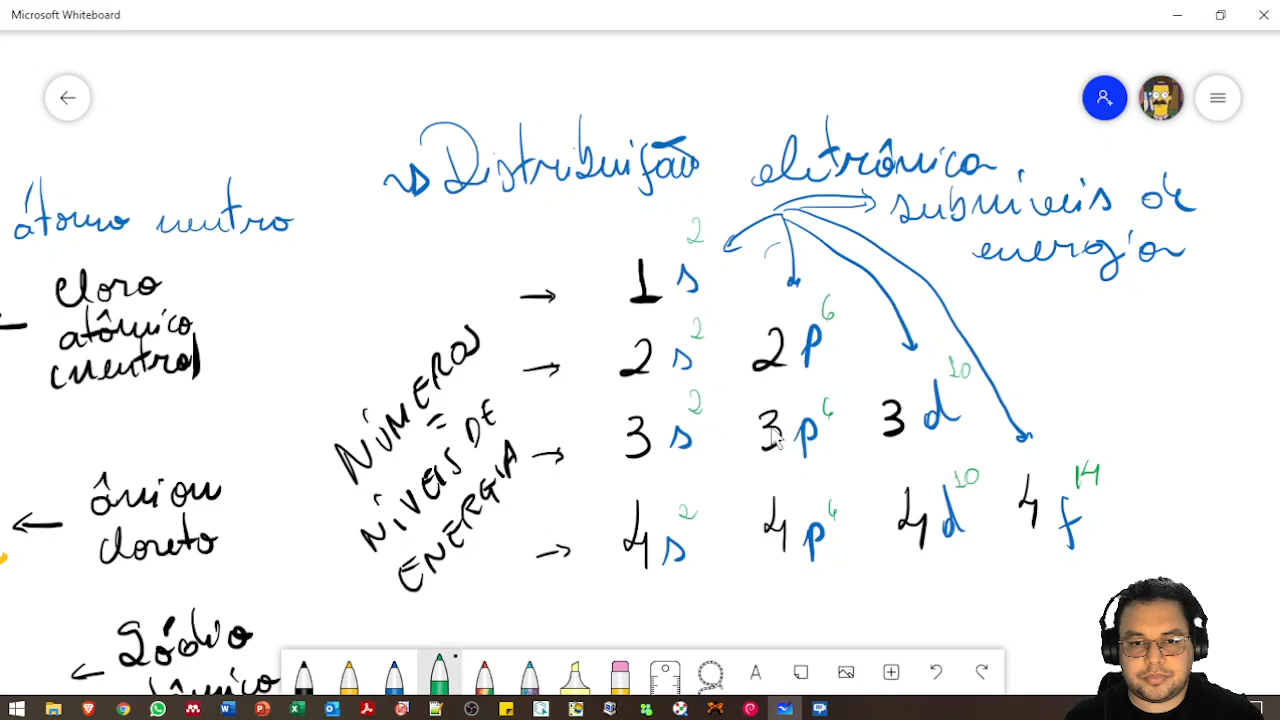 Microsoft Whiteboard
Distribuição eletrônica
átomo neutro
subníveis de
energia
cloro
atômico
neutro
NÚMEROS
=
NÍVEIS DE
ENERGIA
→ 1s²
→ 2s² 2p⁶
→ 3s² 3p⁶ 3d¹⁰
→ 4s² 4p⁶ 4d¹⁰ 4f¹⁴
← ânion
cloreto
← Sódio
atômico